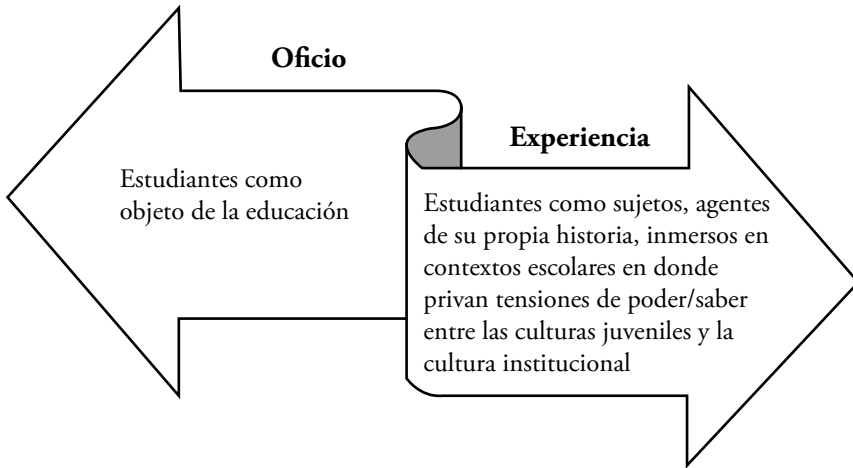 Oficio
Estudiantes como
objeto de la educación
Experiencia
Estudiantes como sujetos, agentes
de su propia historia, inmersos en
contextos escolares en donde
privan tensiones de poder/saber
entre las culturas juveniles y la
cultura institucional